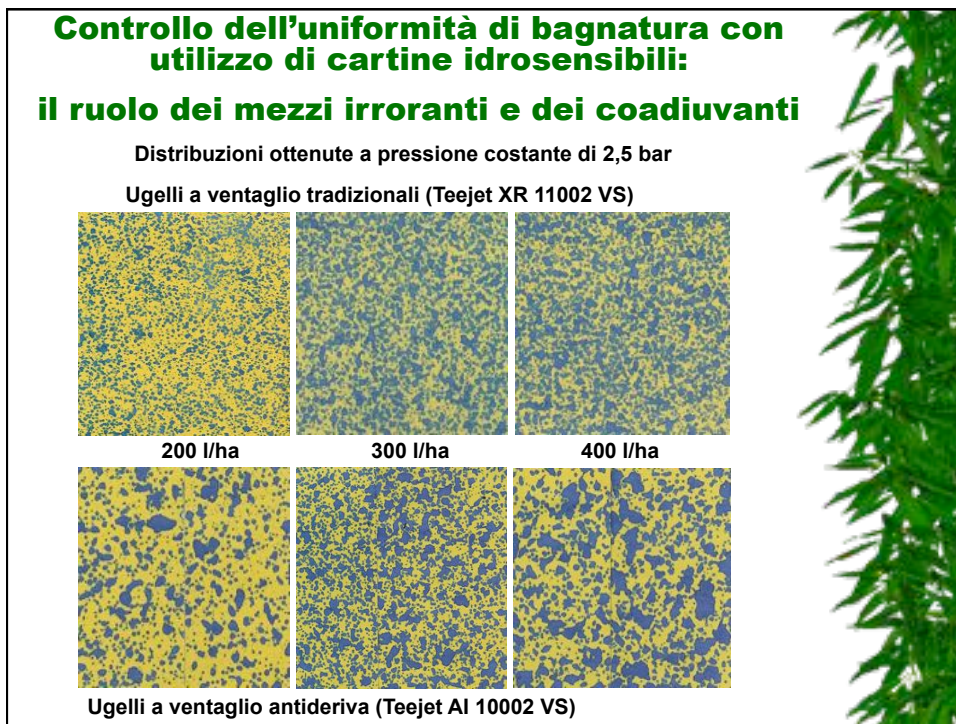 Controllo dell’uniformità di bagnatura con
utilizzo di cartine idrosensibili:
il ruolo dei mezzi irroranti e dei coadiuvanti
Distribuzioni ottenute a pressione costante di 2,5 bar
Ugelli a ventaglio tradizionali (Teejet XR 11002 VS)
200 l/ha 300 l/ha 400 l/ha
Ugelli a ventaglio antideriva (Teejet AI 10002 VS)